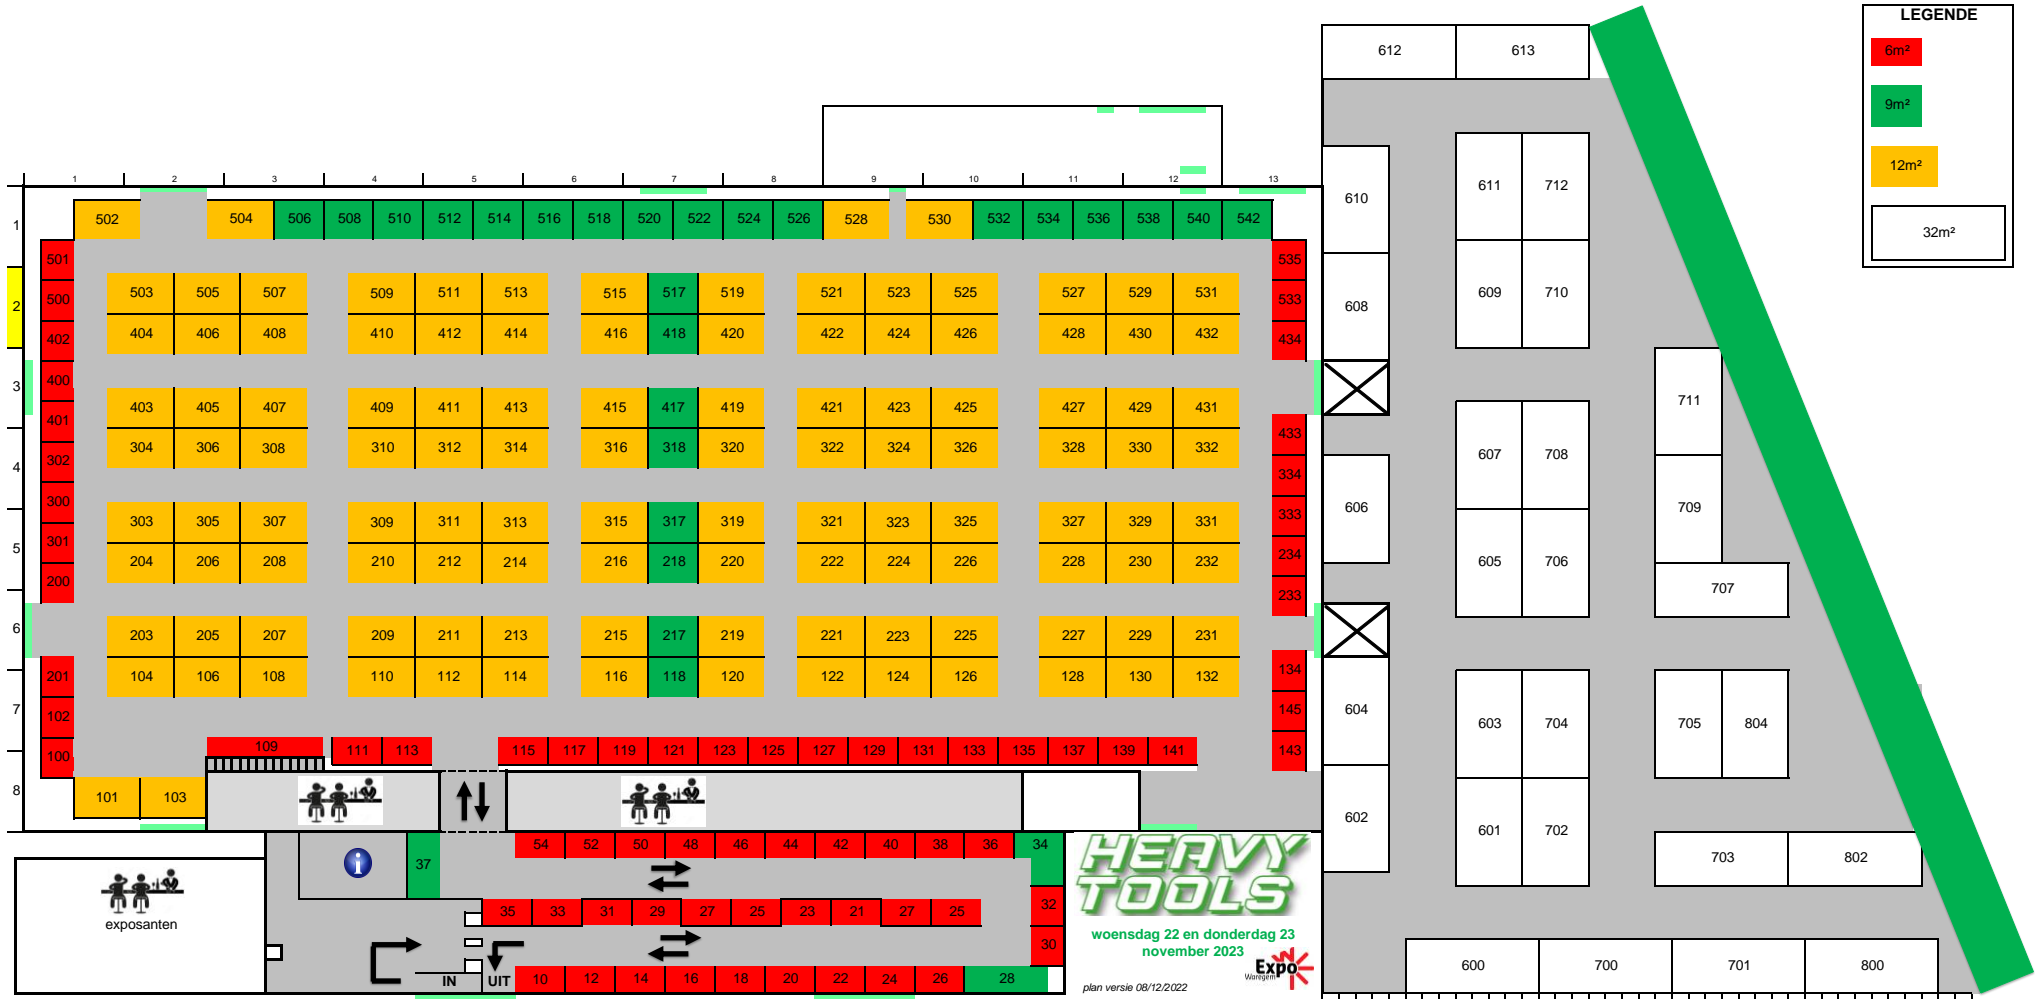 LEGENDE
6m²
9m²
12m²
32m²
612 613
1 2 3 4 5 6 7 8 9 10 11 12 13
1 2 3 4 5 6 7 8
502 504 506 508 510 512 514 516 518 520 522 524 526 528 530 532 534 536 538 540 542
501 500 402 400 401 302 300 301 200 201 102 100
503 505 507 509 511 513 515 517 519 521 523 525 527 529 531
404 406 408 410 412 414 416 418 420 422 424 426 428 430 432
403 405 407 409 411 413 415 417 419 421 423 425 427 429 431
304 306 308 310 312 314 316 318 320 322 324 326 328 330 332
303 305 307 309 311 313 315 317 319 321 323 325 327 329 331
204 206 208 210 212 214 216 218 220 222 224 226 228 230 232
203 205 207 209 211 213 215 217 219 221 223 225 227 229 231
104 106 108 110 112 114 116 118 120 122 124 126 128 130 132
535 533 434 433 334 333 234 233 134 145 143
109 111 113 115 117 119 121 123 125 127 129 131 133 135 137 139 141
101 103
610 608 606 604 602
611 712
609 710
607 708
605 706
603 704
601 702
711
709
707
705 804
703 802
600 700 701 800
37 54 52 50 48 46 44 42 40 38 36 34
i
35 33 31 29 27 25 23 21 27 25 32
30
IN UIT 10 12 14 16 18 20 22 24 26 28
exposanten
HEAVY
TOOLS
woensdag 22 en donderdag 23
november 2023
Expo
Waregem
plan versie 08/12/2022